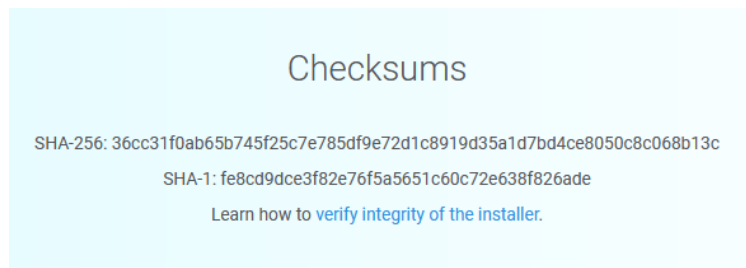 Checksums
SHA-256: 36cc31f0ab65b745f25c7e785df9e72d1c8919d35a1d7bd4ce8050c8c068b13c
SHA-1: fe8cd9dce3f82e76f5a5651c60c72e638f826ade
Learn how to verify integrity of the installer.